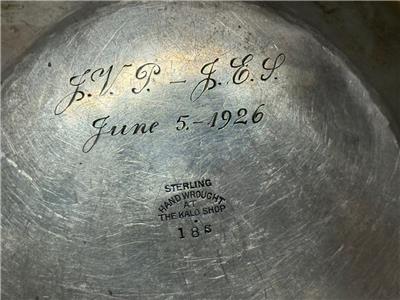 J.V.P. – J.E.S.
June 5.–1926
STERLING
HANDWROUGHT
AT
THE KALO SHOP
18S